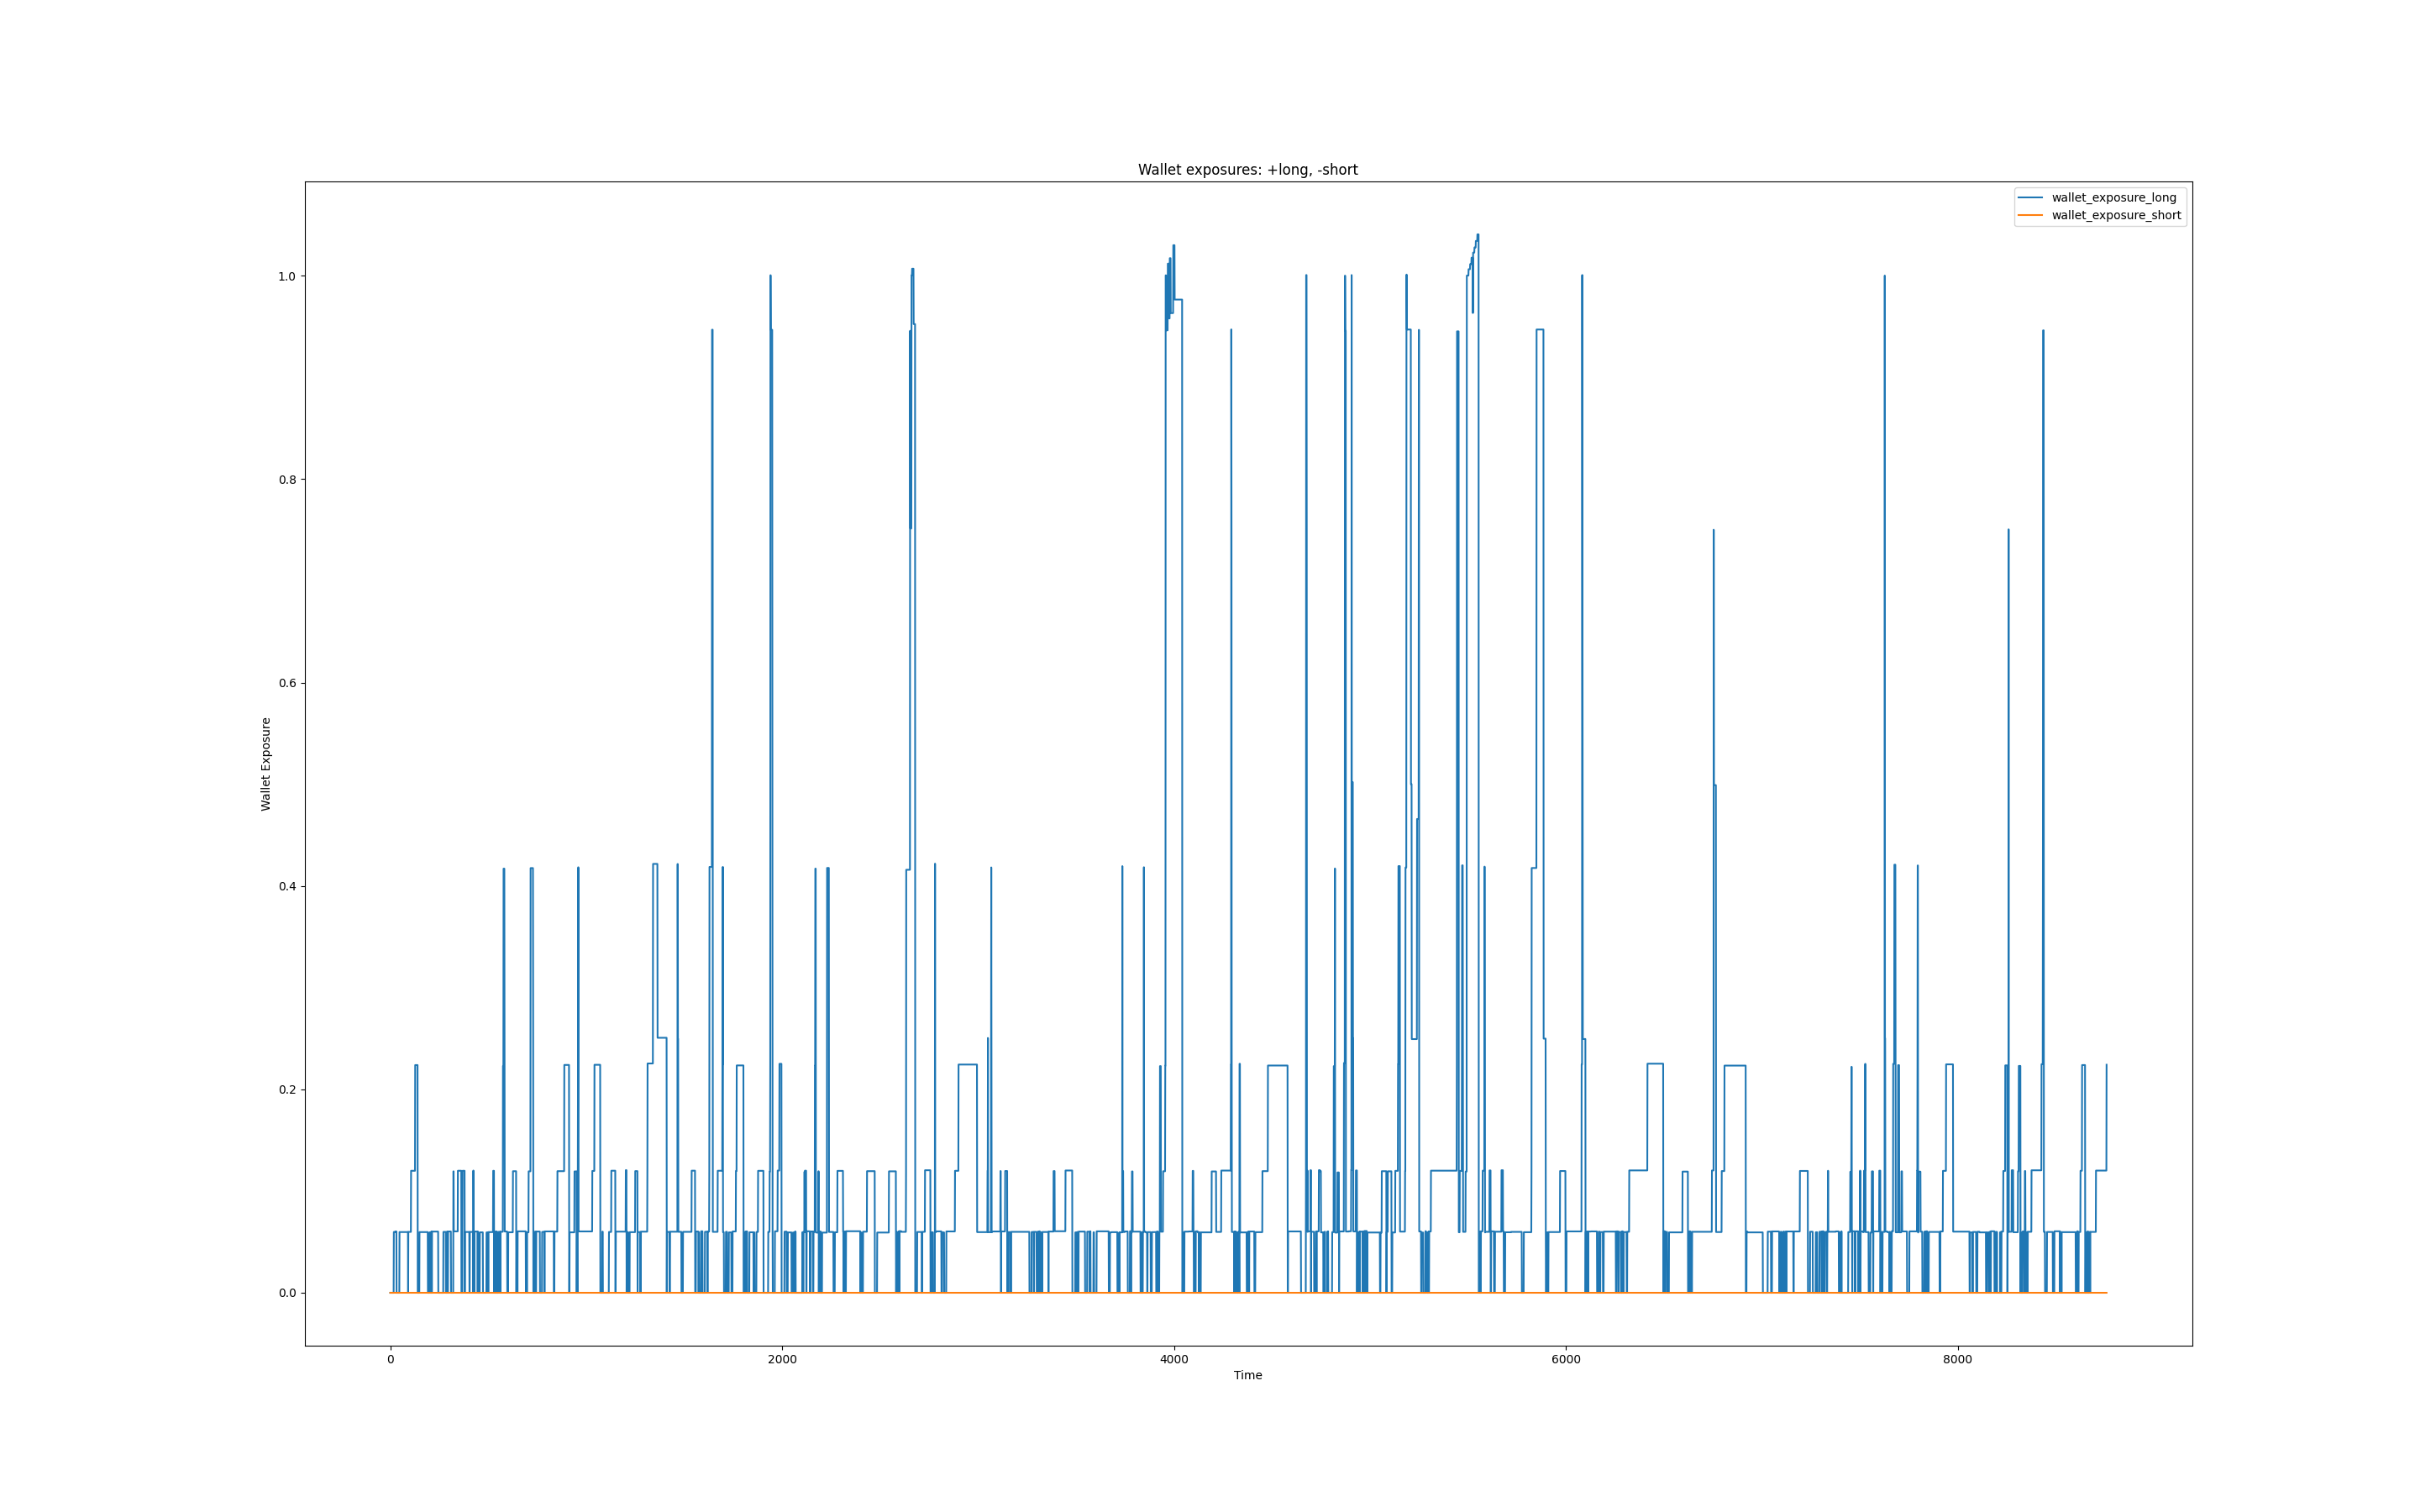 Wallet exposures: +long, -short
wallet_exposure_long
wallet_exposure_short
1.0
0.8
0.6
0.4
0.2
0.0
Wallet Exposure
0 2000 4000 6000 8000
Time